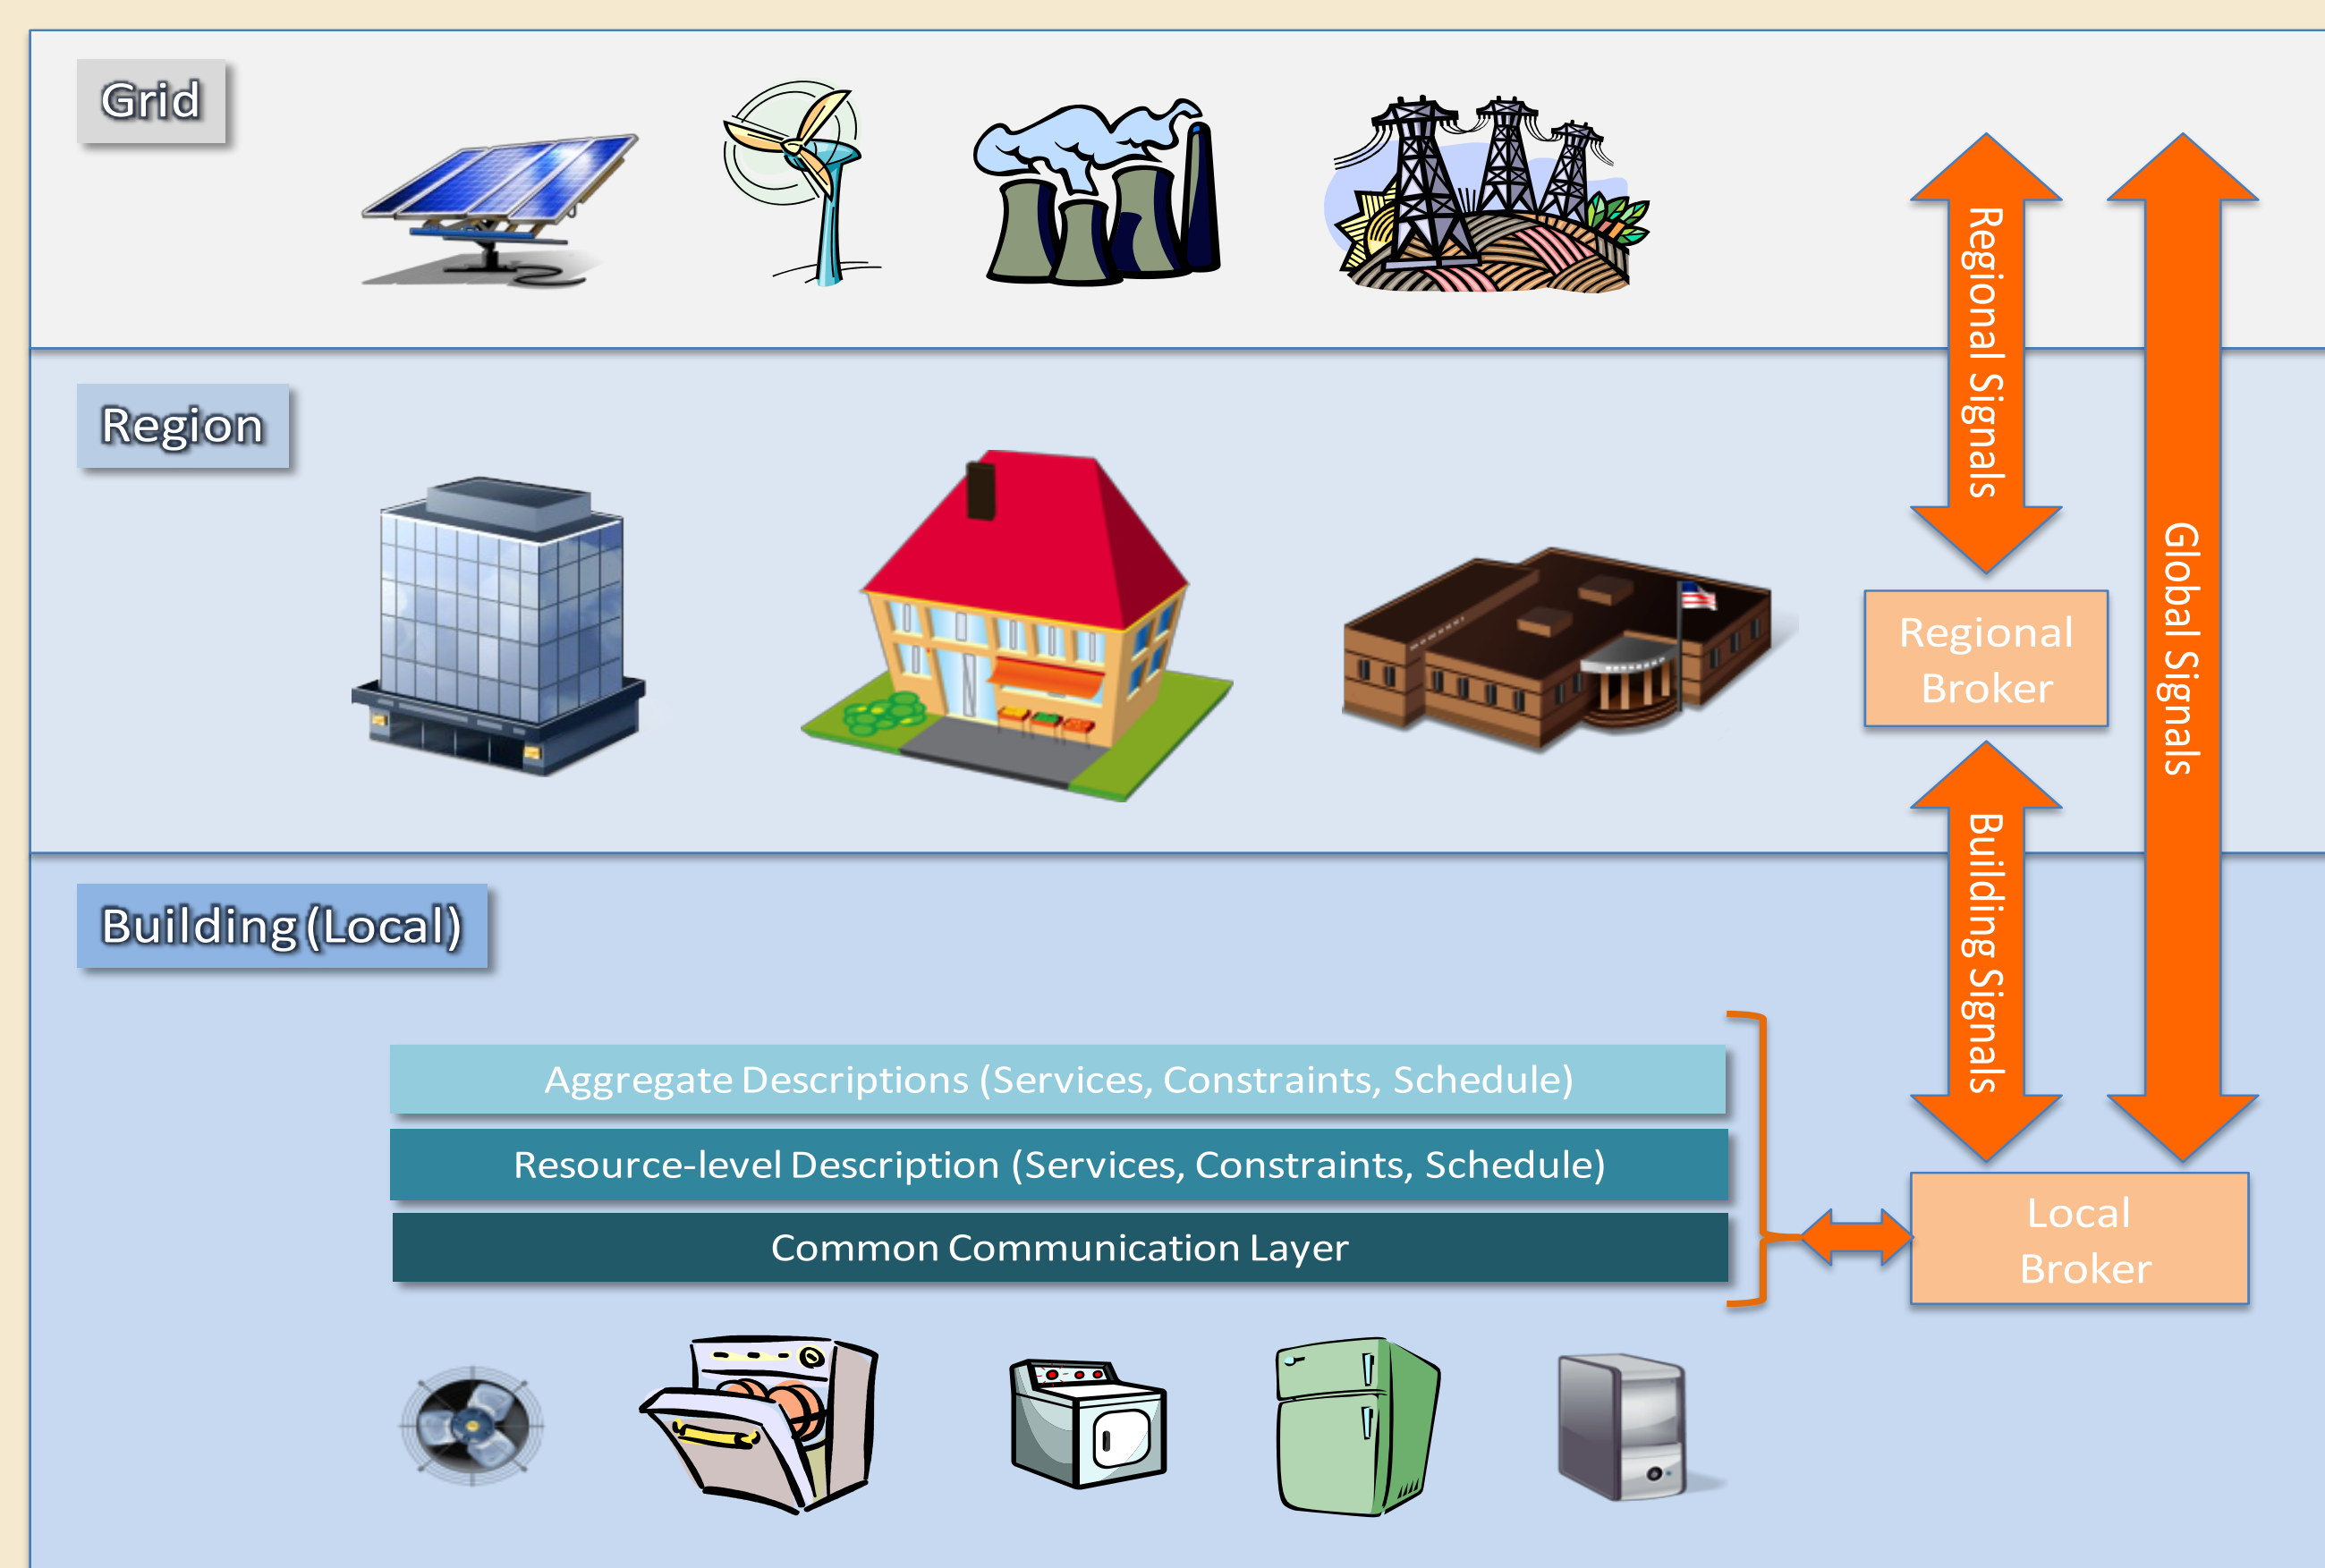 Grid
Regional Signals
Region
Global Signals
Regional
Broker
Building Signals
Building (Local)
Aggregate Descriptions (Services, Constraints, Schedule)
Resource-level Description (Services, Constraints, Schedule)
Common Communication Layer
Local
Broker